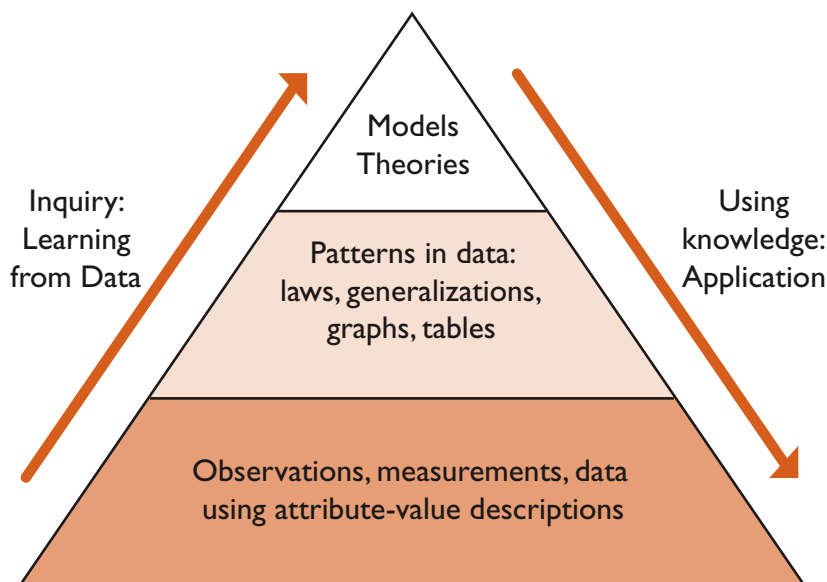 Models
Theories
Inquiry:
Learning
from Data
Using
knowledge:
Application
Patterns in data:
laws, generalizations,
graphs, tables
Observations, measurements, data
using attribute-value descriptions